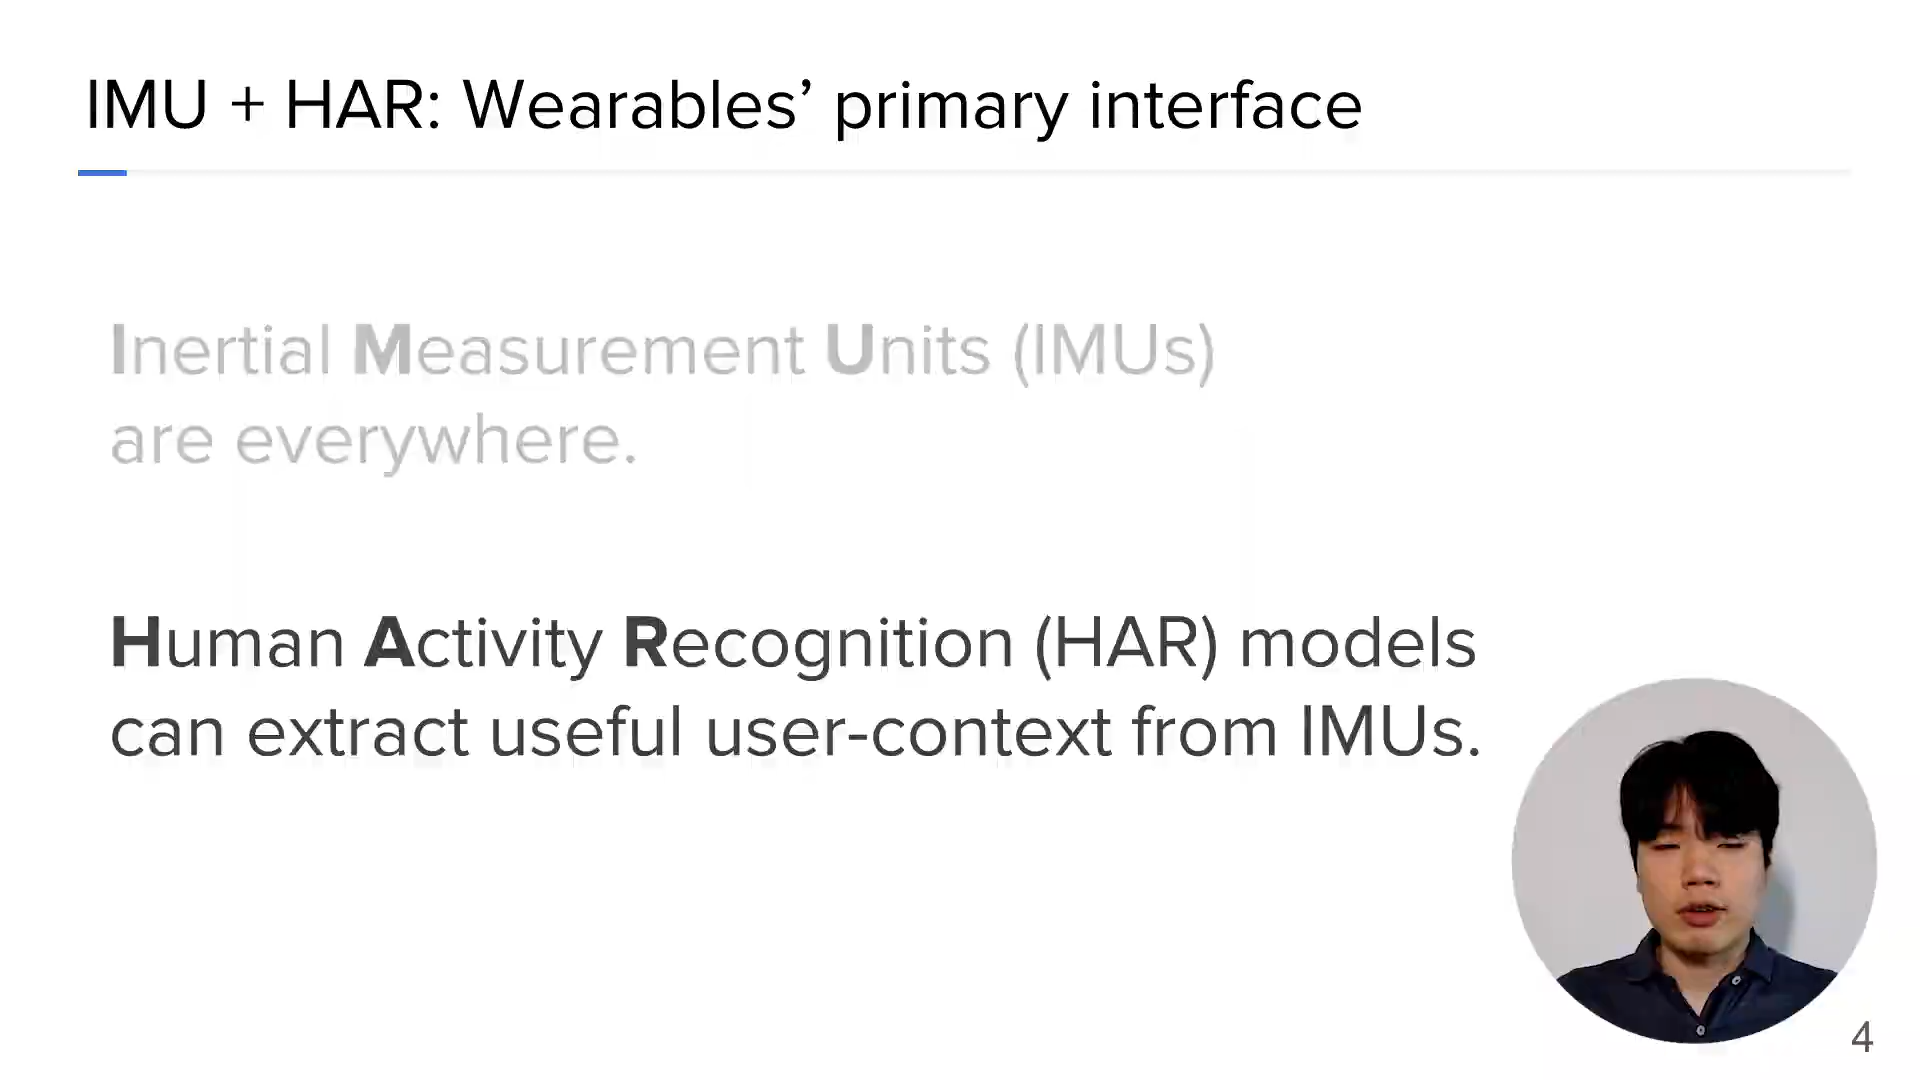 IMU + HAR: Wearables’ primary interface
Inertial Measurement Units (IMUs)
are everywhere.
Human Activity Recognition (HAR) models
can extract useful user-context from IMUs.
4